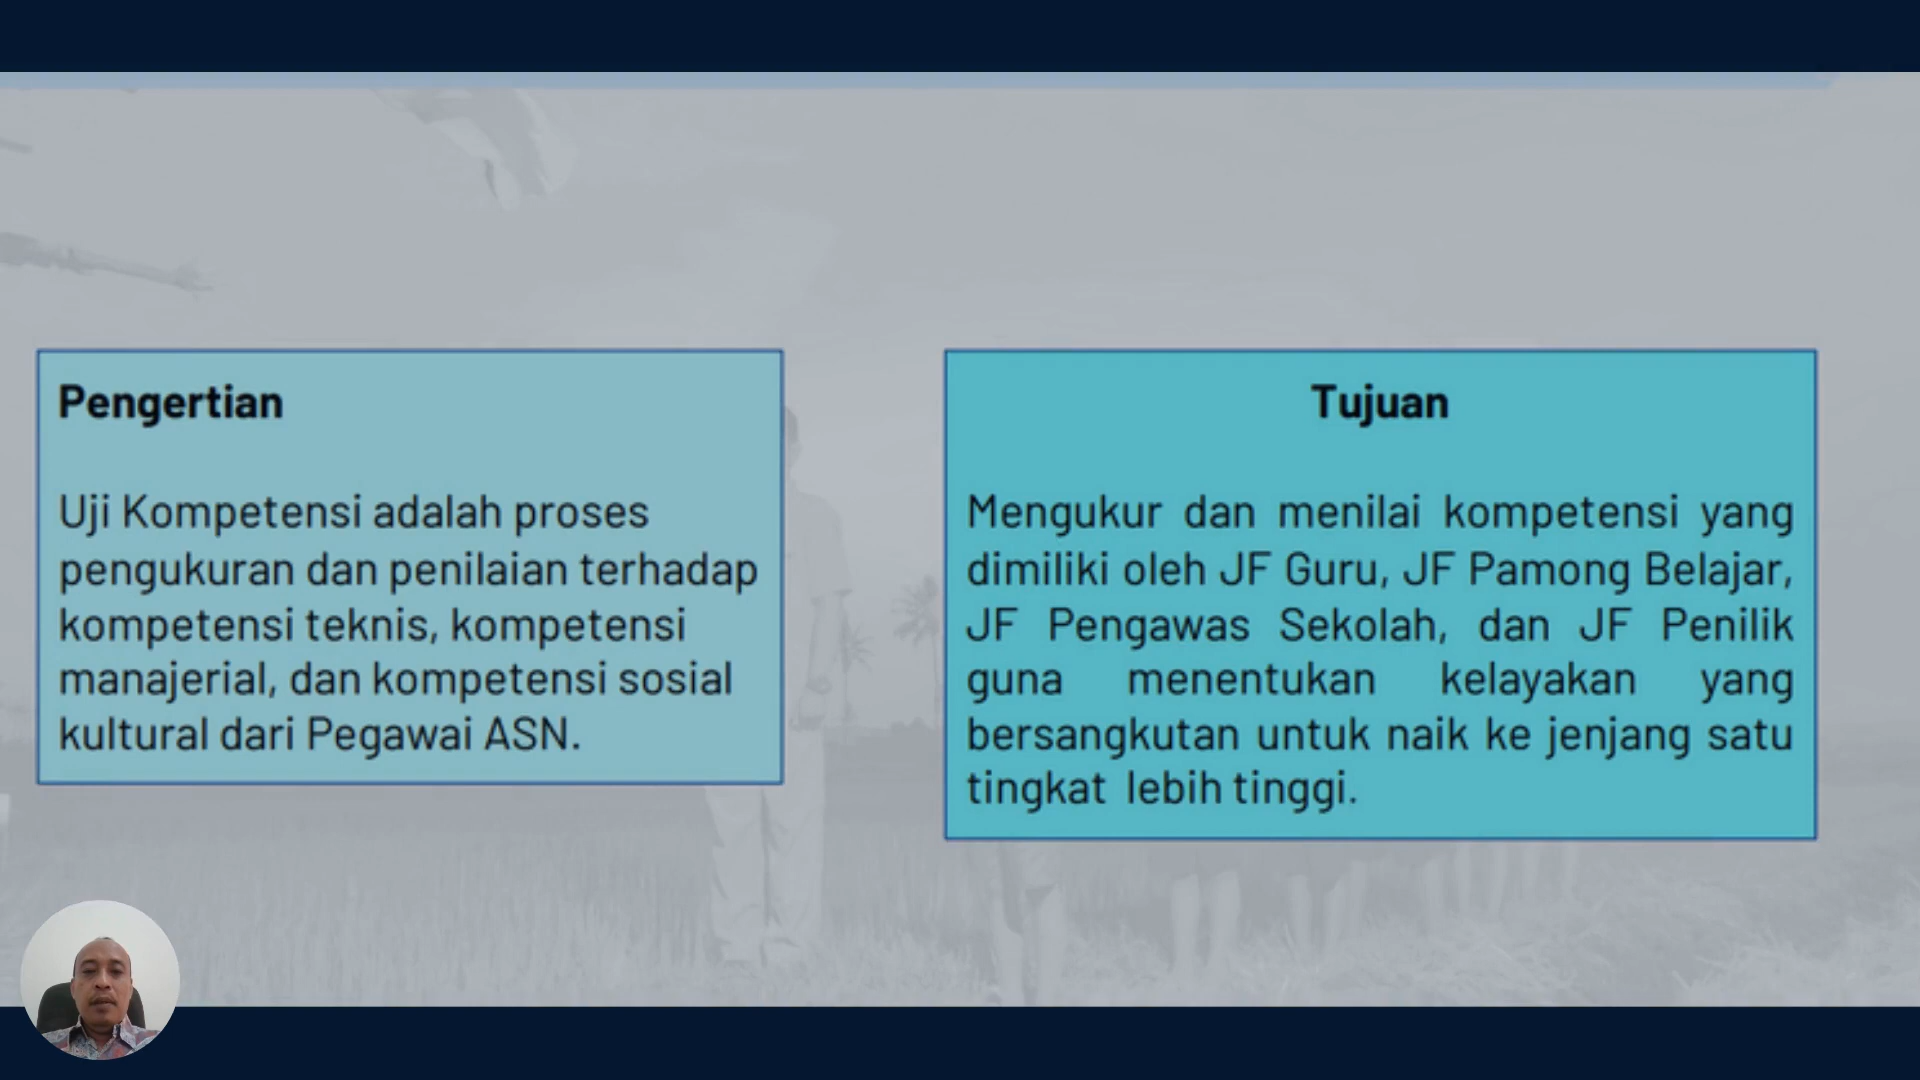 Pengertian
Uji Kompetensi adalah proses
pengukuran dan penilaian terhadap
kompetensi teknis, kompetensi
manajerial, dan kompetensi sosial
kultural dari Pegawai ASN.
Tujuan
Mengukur dan menilai kompetensi yang
dimiliki oleh JF Guru, JF Pamong Belajar,
JF Pengawas Sekolah, dan JF Penilik
guna menentukan kelayakan yang
bersangkutan untuk naik ke jenjang satu
tingkat lebih tinggi.